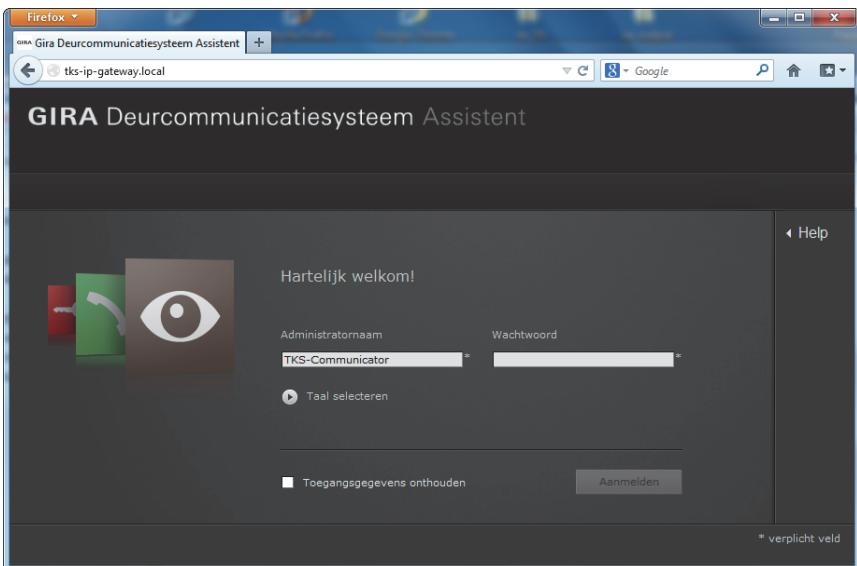 Firefox
GIRA Gira Deurcommunicatiesysteem Assistent +
tks-ip-gateway.local
Google
GIRA Deurcommunicatiesysteem Assistent
Help
Hartelijk welkom!
Administratornaam Wachtwoord
TKS-Communicator * *
Taal selecteren
Toegangsgegevens onthouden Aanmelden
* verplicht veld